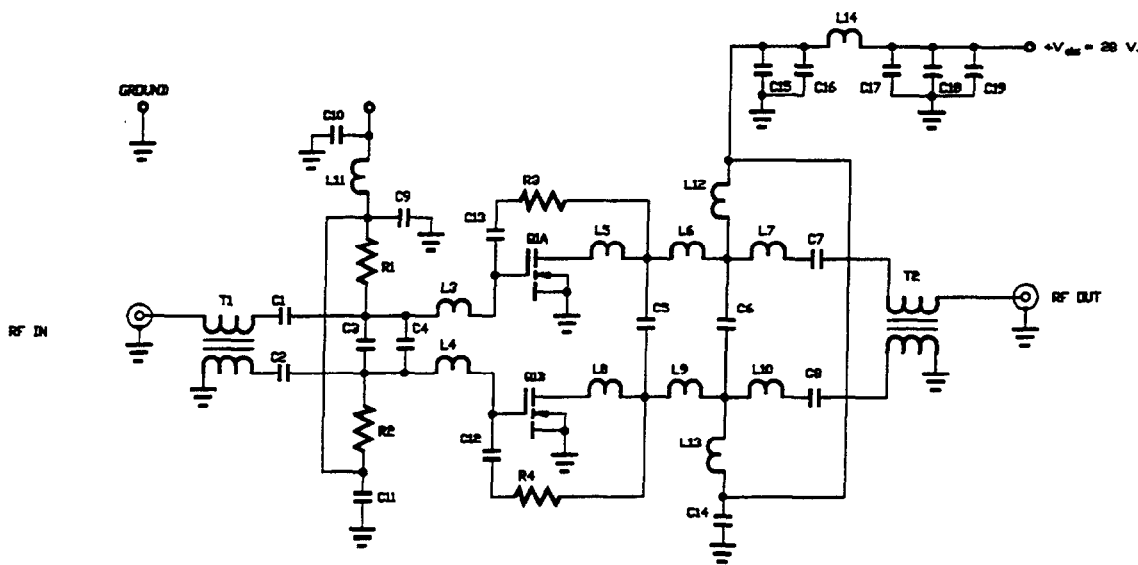 L14
+Vdd = 28 V.
C15
C16
C17
C18
C19
GROUND
C10
L11
C9
R3
L12
C13
Q1A
L5
L6
L7
C7
R1
T2
L3
T1
C1
C3
C4
C5
C6
RF OUT
RF IN
C2
L4
Q1B
L8
L9
L10
C8
R2
C12
L13
R4
C11
C14